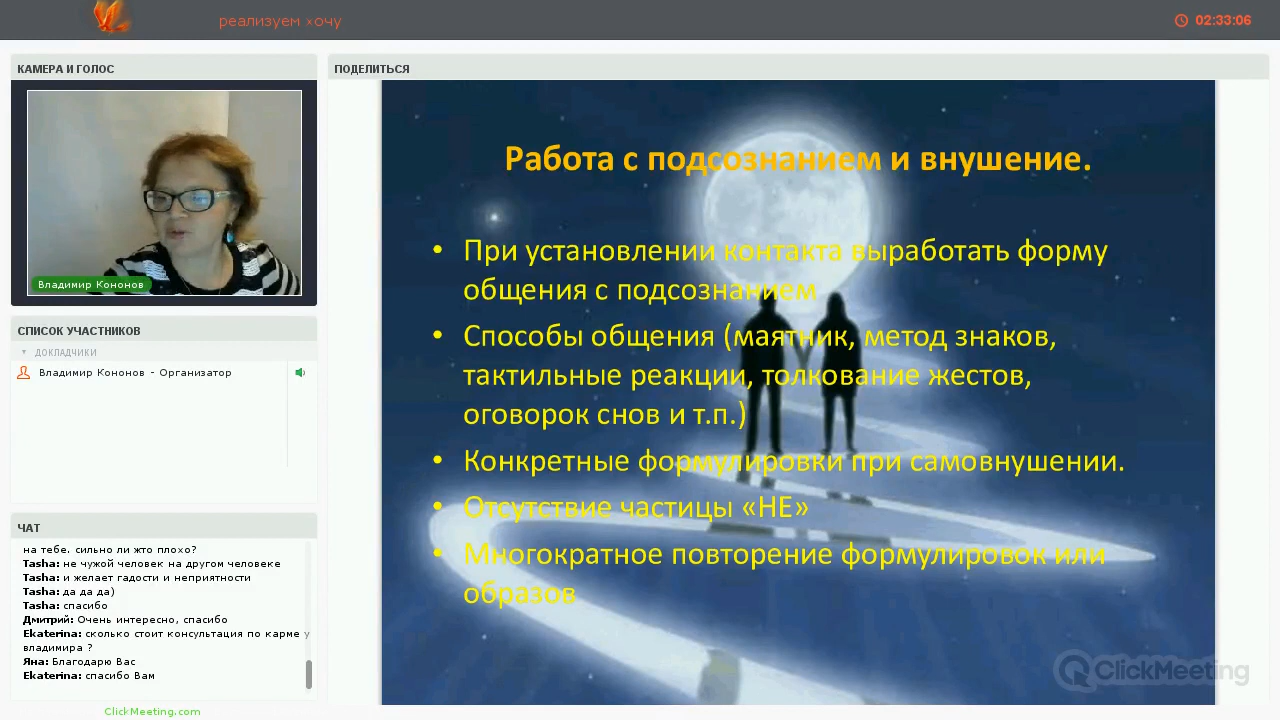 реализуем хочу
02:33:06
КАМЕРА И ГОЛОС
Владимир Кононов
СПИСОК УЧАСТНИКОВ
ДОКЛАДЧИКИ
Владимир Кононов - Организатор
ЧАТ
на тебе. сильно ли жто плохо?
Tasha: не чужой человек на другом человеке
Tasha: и желает гадости и неприятности
Tasha: да да да)
Tasha: спасибо
Дмитрий: Очень интересно, спасибо
Ekaterina: сколько стоит консультация по карме у
владимира ?
Яна: Благодарю Вас
Ekaterina: спасибо Вам
ClickMeeting.com
ПОДЕЛИТЬСЯ
Работа с подсознанием и внушение.
• При установлении контакта выработать форму
общения с подсознанием
• Способы общения (маятник, метод знаков,
тактильные реакции, толкование жестов,
оговорок снов и т.п.)
• Конкретные формулировки при самовнушении.
• Отсутствие частицы «НЕ»
• Многократное повторение формулировок или
образов
ClickMeeting